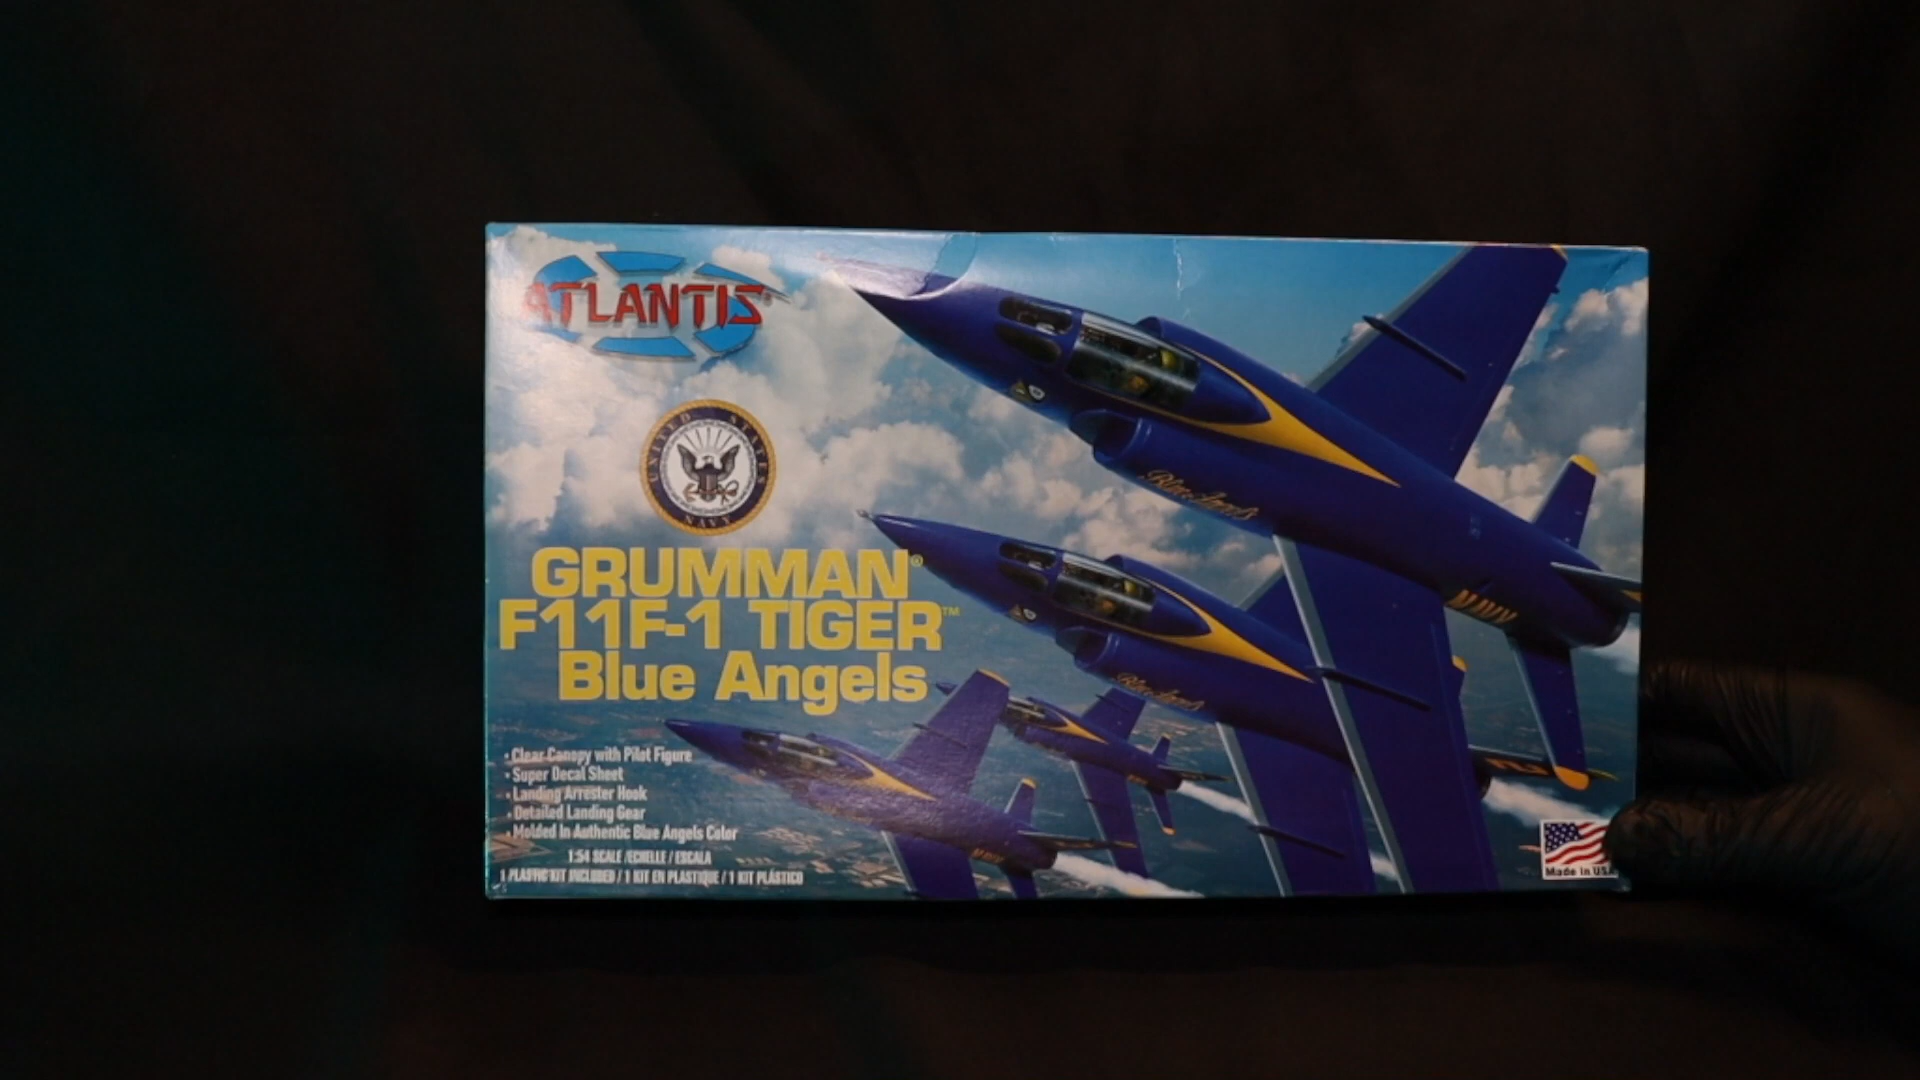 ATLANTIS®
UNITED STATES
NAVY
GRUMMAN®
F11F-1 TIGER™
Blue Angels
• Clear Canopy with Pilot Figure
• Super Decal Sheet
• Landing Arrester Hook
• Detailed Landing Gear
• Molded In Authentic Blue Angels Color
1:54 SCALE /ECHELLE / ESCALA
1 PLASTIC KIT INCLUDED / 1 KIT EN PLASTIQUE / 1 KIT PLÁSTICO
Blue Angels
NAVY
Blue Angels
NAVY
Made in USA